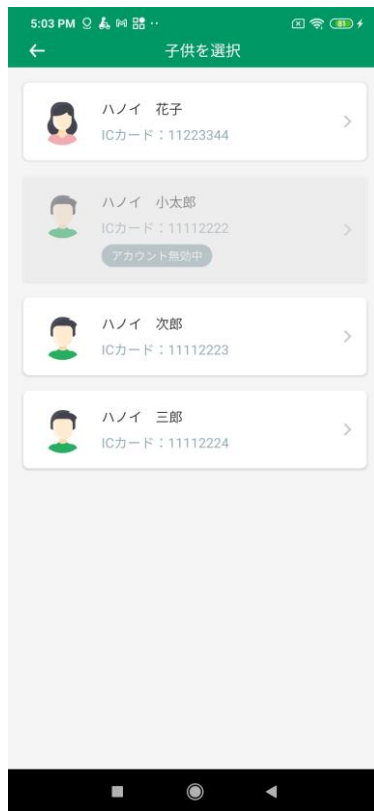 5:03 PM
81
子供を選択
ハノイ　花子
ICカード：11223344
ハノイ　小太郎
ICカード：11112222
アカウント無効中
ハノイ　次郎
ICカード：11112223
ハノイ　三郎
ICカード：11112224